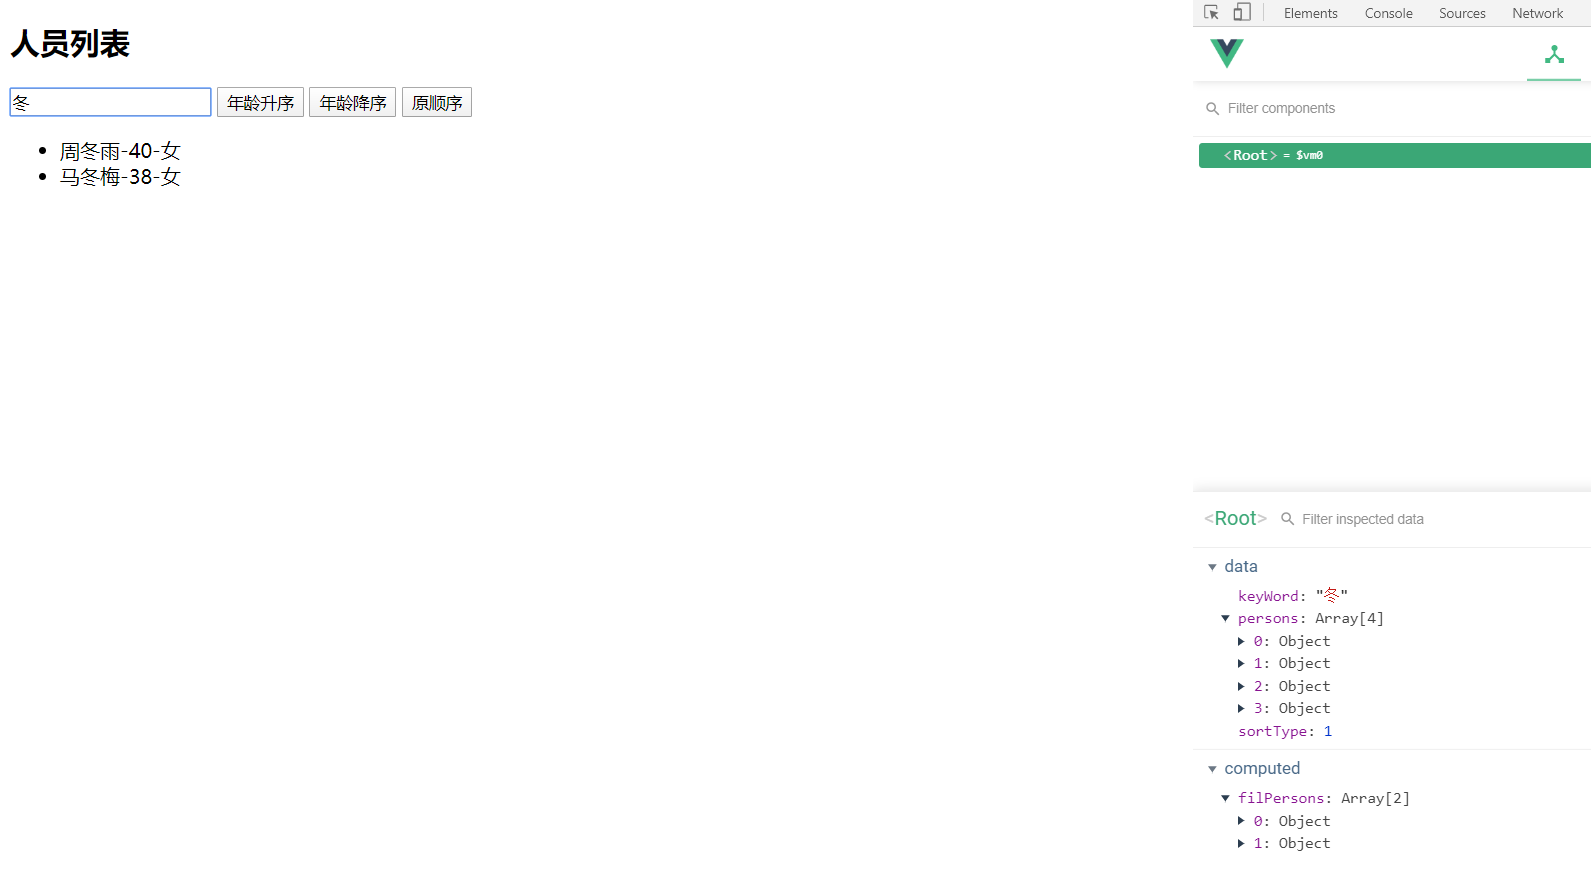 人员列表
冬
年龄升序 年龄降序 原顺序
周冬雨-40-女
马冬梅-38-女
Elements Console Sources Network
Filter components
<Root> = $vm0
<Root> Filter inspected data
data
keyWord: "冬"
persons: Array[4]
0: Object
1: Object
2: Object
3: Object
sortType: 1
computed
filPersons: Array[2]
0: Object
1: Object